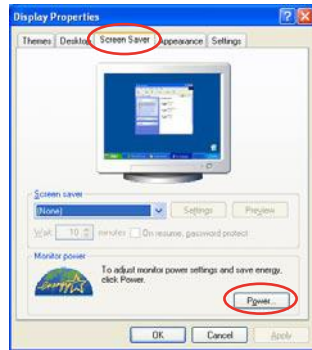 Display Properties
Themes Desktop Screen Saver Appearance Settings
Screen saver
(None) Settings Preview
Wait: 10 minutes On resume, password protect
Monitor power
To adjust monitor power settings and save energy,
click Power.
Power...
OK Cancel Apply